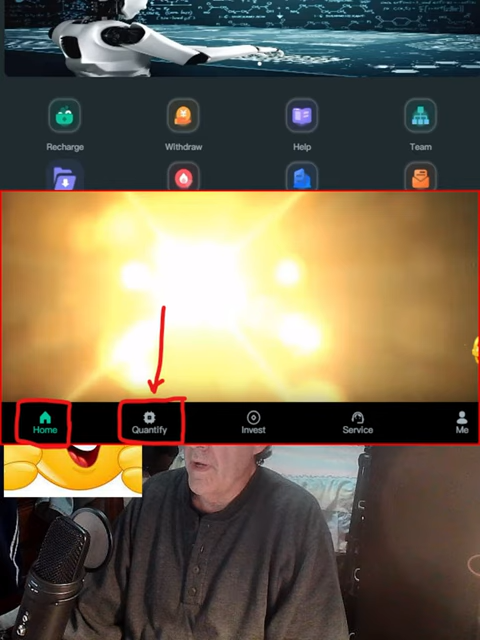 Recharge
WIthdraw
Help
Team
Home
Quantify
Invest
Service
Me